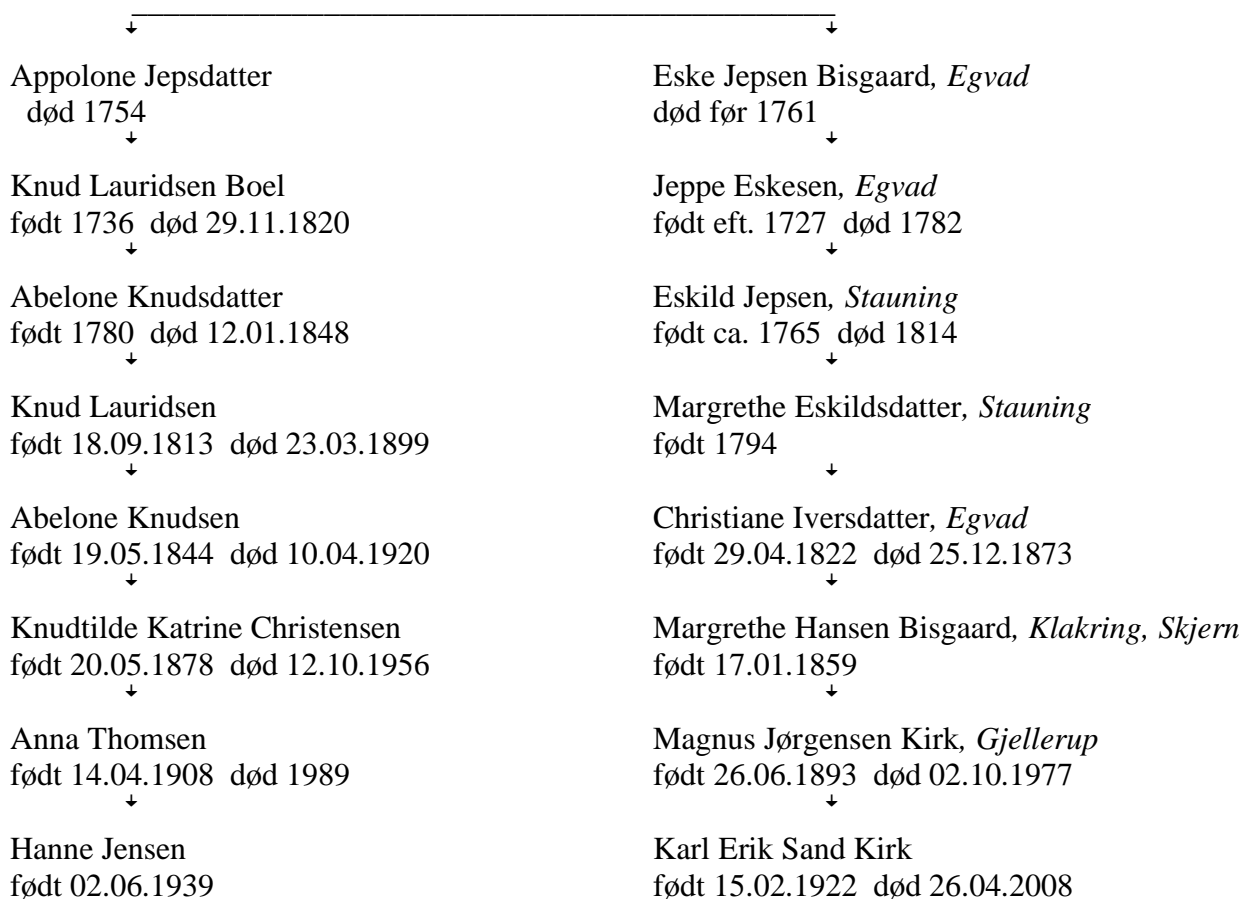 Appolone Jepsdatter
død 1754
Knud Lauridsen Boel
født 1736 død 29.11.1820
Abelone Knudsdatter
født 1780 død 12.01.1848
Knud Lauridsen
født 18.09.1813 død 23.03.1899
Abelone Knudsen
født 19.05.1844 død 10.04.1920
Knudtilde Katrine Christensen
født 20.05.1878 død 12.10.1956
Anna Thomsen
født 14.04.1908 død 1989
Hanne Jensen
født 02.06.1939
Eske Jepsen Bisgaard, Egvad
død før 1761
Jeppe Eskesen, Egvad
født eft. 1727 død 1782
Eskild Jepsen, Stauning
født ca. 1765 død 1814
Margrethe Eskildsdatter, Stauning
født 1794
Christiane Iversdatter, Egvad
født 29.04.1822 død 25.12.1873
Margrethe Hansen Bisgaard, Klakring, Skjern
født 17.01.1859
Magnus Jørgensen Kirk, Gjellerup
født 26.06.1893 død 02.10.1977
Karl Erik Sand Kirk
født 15.02.1922 død 26.04.2008